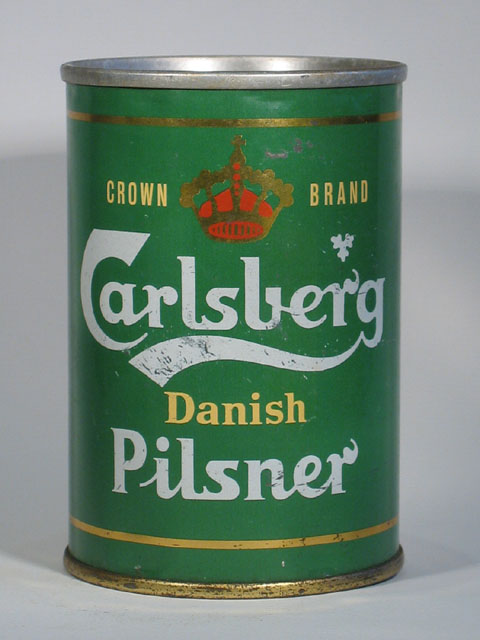 CROWN BRAND
Carlsberg
Danish
Pilsner